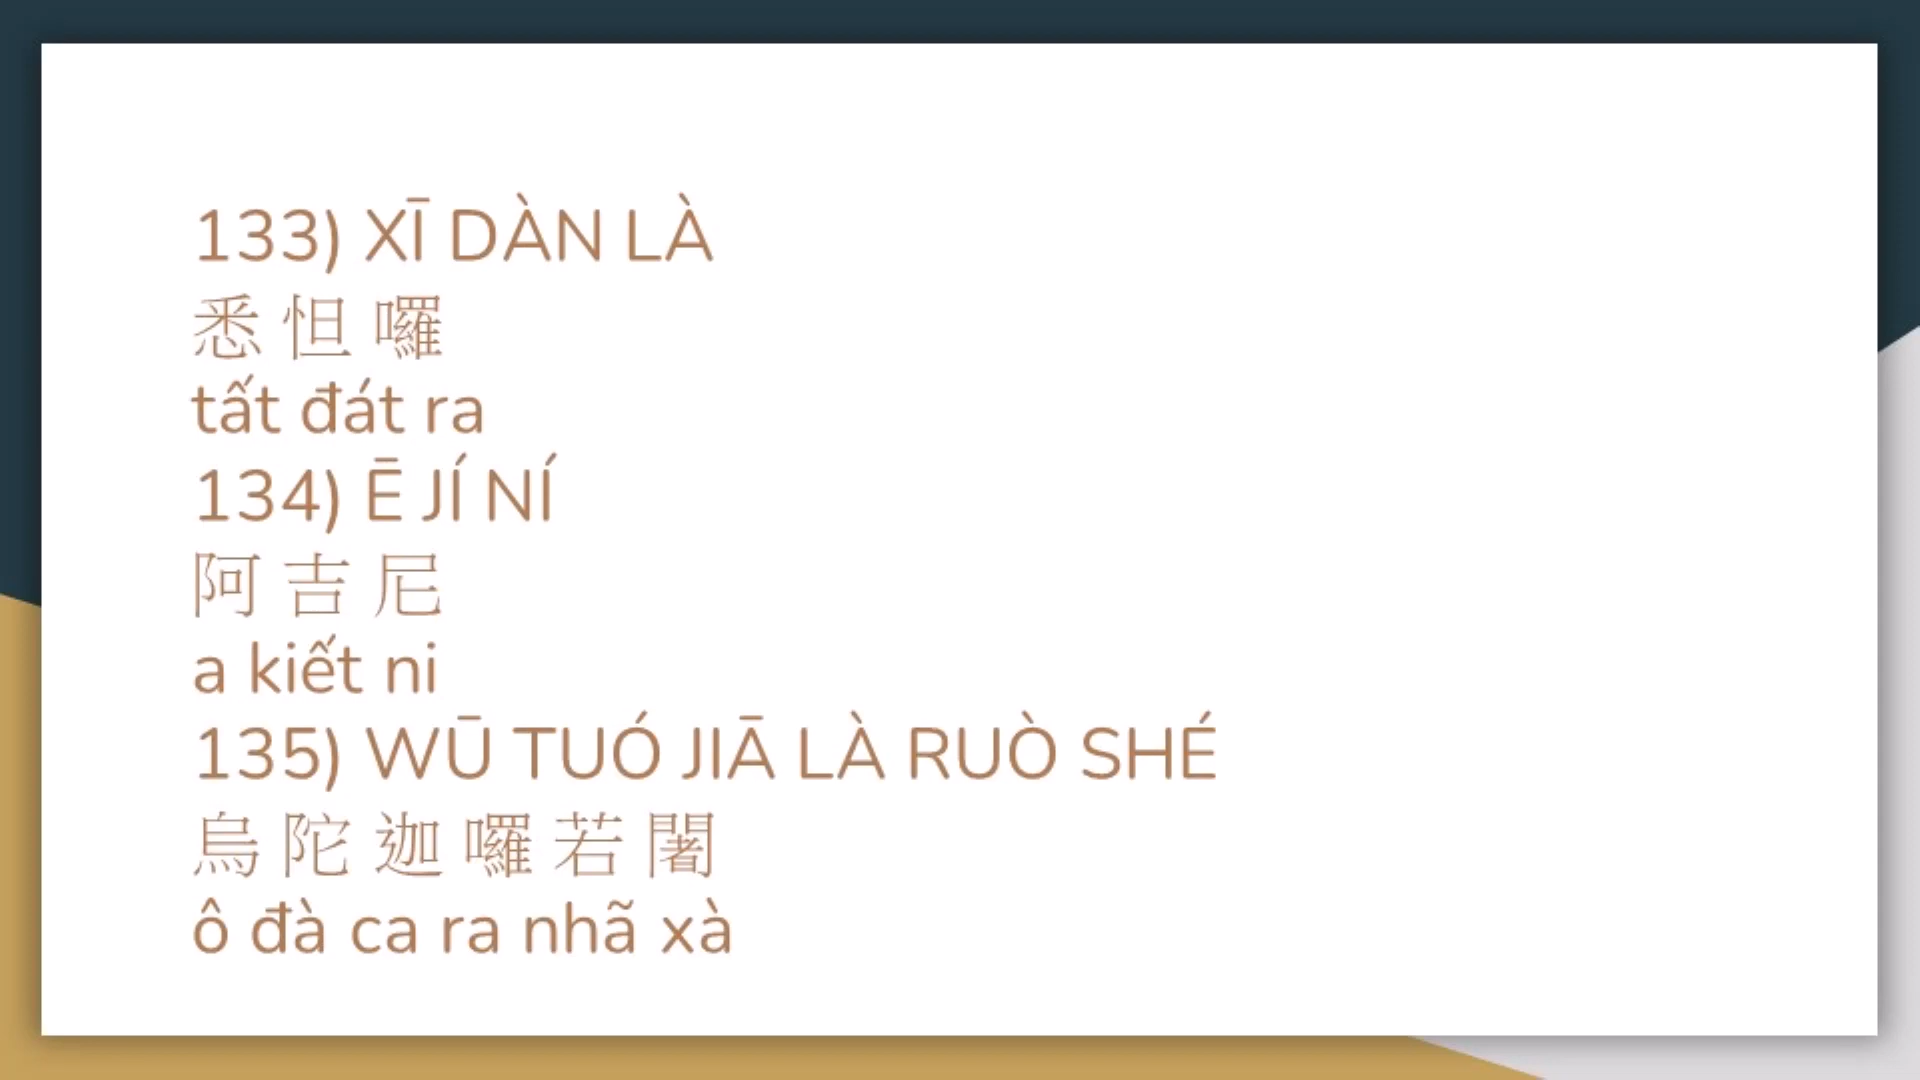 133) XĪ DÀN LÀ
悉 怛 囉
tất đát ra
134) Ē JÍ NÍ
阿 吉 尼
a kiết ni
135) WŪ TUÓ JIĀ LÀ RUÒ SHÉ
烏 陀 迦 囉 若 闍
ô đà ca ra nhã xà